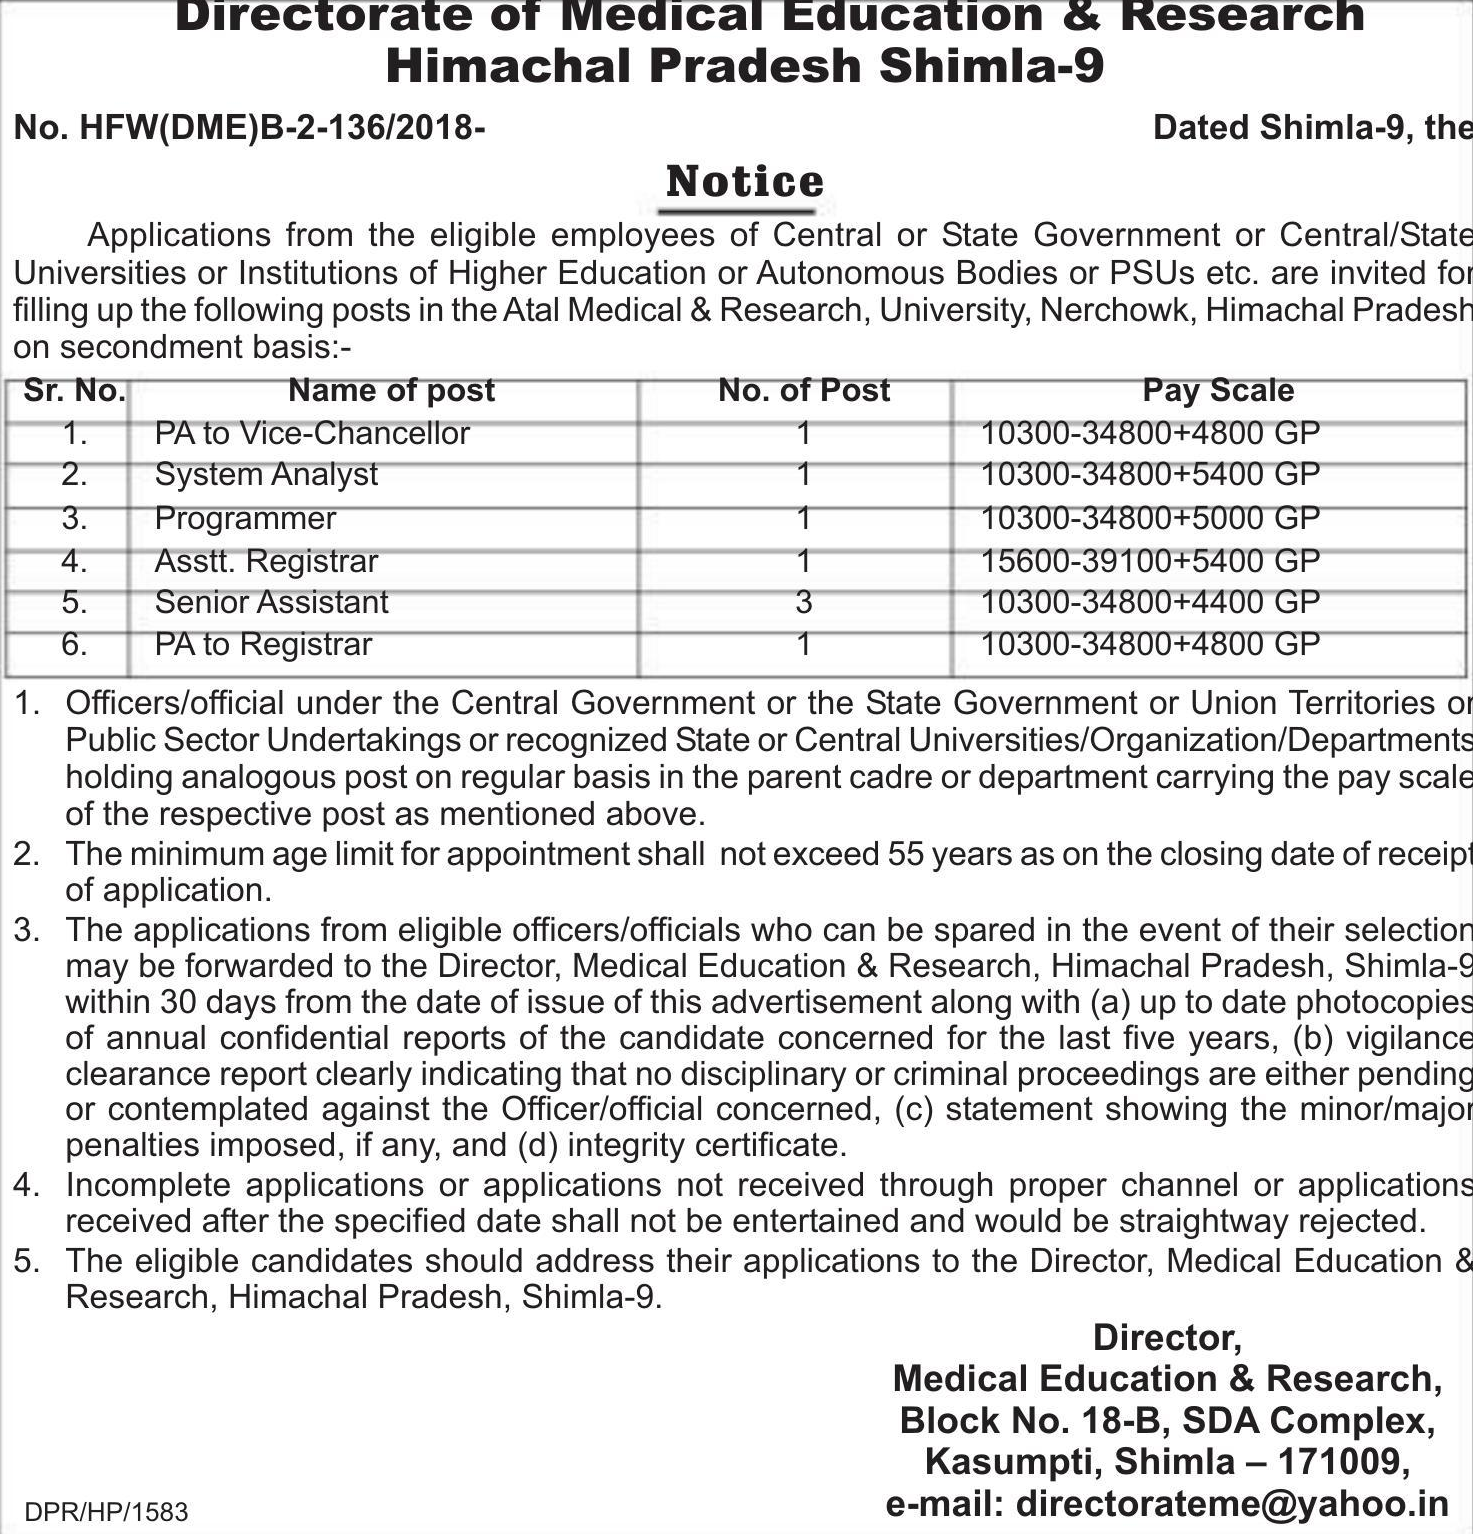 Directorate of Medical Education & Research
Himachal Pradesh Shimla-9
No. HFW(DME)B-2-136/2018- Dated Shimla-9, the
Notice
Applications from the eligible employees of Central or State Government or Central/State
Universities or Institutions of Higher Education or Autonomous Bodies or PSUs etc. are invited for
filling up the following posts in the Atal Medical & Research, University, Nerchowk, Himachal Pradesh
on secondment basis:-
Sr. No. Name of post No. of Post Pay Scale
1. PA to Vice-Chancellor 1 10300-34800+4800 GP
2. System Analyst 1 10300-34800+5400 GP
3. Programmer 1 10300-34800+5000 GP
4. Asstt. Registrar 1 15600-39100+5400 GP
5. Senior Assistant 3 10300-34800+4400 GP
6. PA to Registrar 1 10300-34800+4800 GP
1. Officers/official under the Central Government or the State Government or Union Territories or
Public Sector Undertakings or recognized State or Central Universities/Organization/Departments
holding analogous post on regular basis in the parent cadre or department carrying the pay scale
of the respective post as mentioned above.
2. The minimum age limit for appointment shall not exceed 55 years as on the closing date of receipt
of application.
3. The applications from eligible officers/officials who can be spared in the event of their selection
may be forwarded to the Director, Medical Education & Research, Himachal Pradesh, Shimla-9
within 30 days from the date of issue of this advertisement along with (a) up to date photocopies
of annual confidential reports of the candidate concerned for the last five years, (b) vigilance
clearance report clearly indicating that no disciplinary or criminal proceedings are either pending
or contemplated against the Officer/official concerned, (c) statement showing the minor/major
penalties imposed, if any, and (d) integrity certificate.
4. Incomplete applications or applications not received through proper channel or applications
received after the specified date shall not be entertained and would be straightway rejected.
5. The eligible candidates should address their applications to the Director, Medical Education &
Research, Himachal Pradesh, Shimla-9.
Director,
Medical Education & Research,
Block No. 18-B, SDA Complex,
Kasumpti, Shimla – 171009,
e-mail: directorateme@yahoo.in
DPR/HP/1583